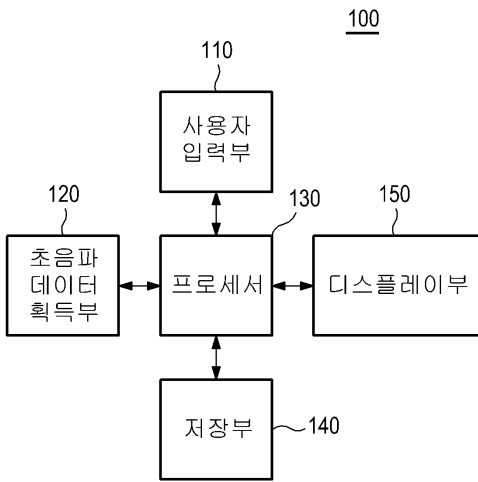 100
110
사용자
입력부
120
130
150
초음파
데이터
획득부
프로세서
디스플레이부
저장부
140